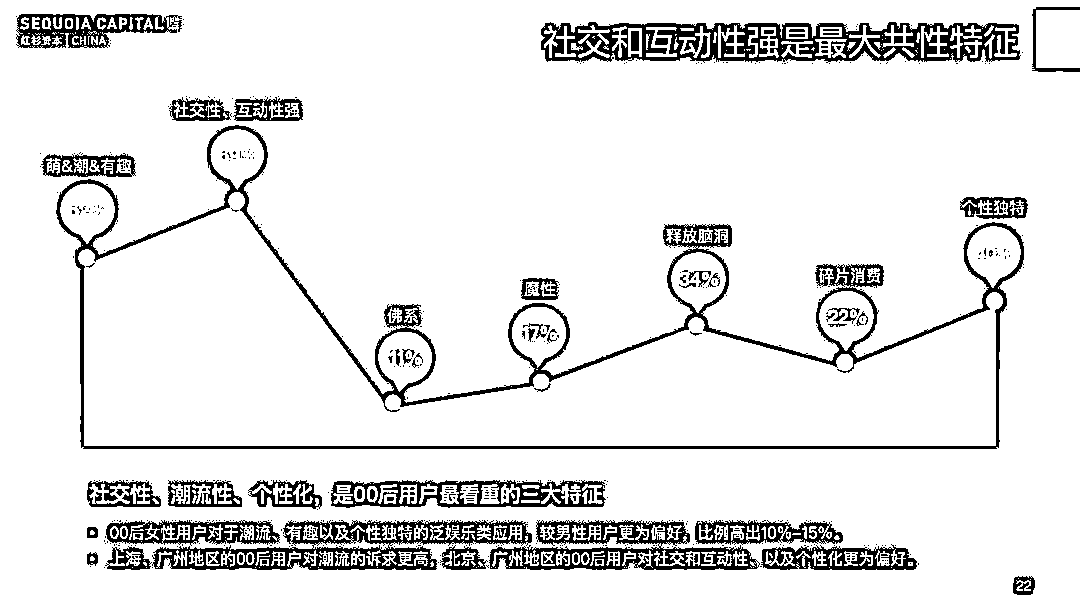 SEQUOIA CAPITAL
红杉资本 CHINA
社交和互动性强是最大共性特征
社交性、互动性强
萌&潮&有趣
个性独特
释放脑洞
34%
碎片消费
22%
魔性
17%
佛系
11%
社交性、潮流性、个性化，是00后用户最看重的三大特征
00后女性用户对于潮流、有趣以及个性独特的泛娱乐类应用，较男性用户更为偏好，比例高出10%-15%。
上海、广州地区的00后用户对潮流的诉求更高，北京、广州地区的00后用户对社交和互动性、以及个性化更为偏好。
22